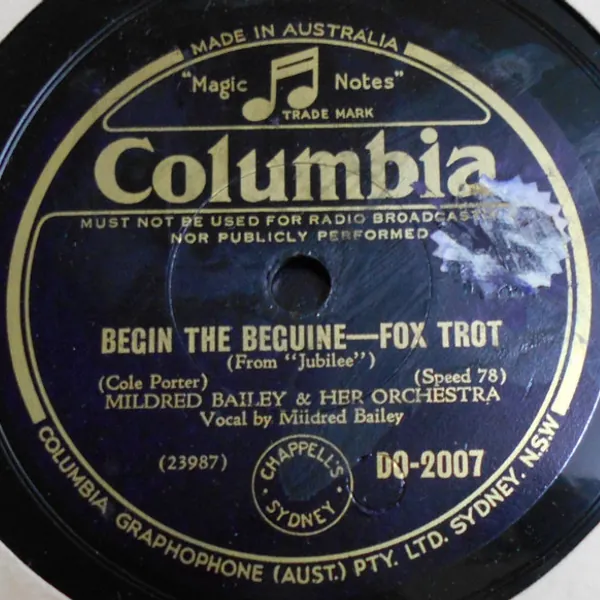 MADE IN AUSTRALIA
"Magic Notes"
TRADE MARK
Columbia
MUST NOT BE USED FOR RADIO BROADCAST
NOR PUBLICLY PERFORMED
BEGIN THE BEGUINE—FOX TROT
(From "Jubilee")
(Cole Porter) (Speed 78)
MILDRED BAILEY & HER ORCHESTRA
Vocal by Mildred Bailey
(23987)
CHAPPELL'S
SYDNEY
DO-2007
COLUMBIA GRAPHOPHONE (AUST.) PTY. LTD. SYDNEY. N.S.W